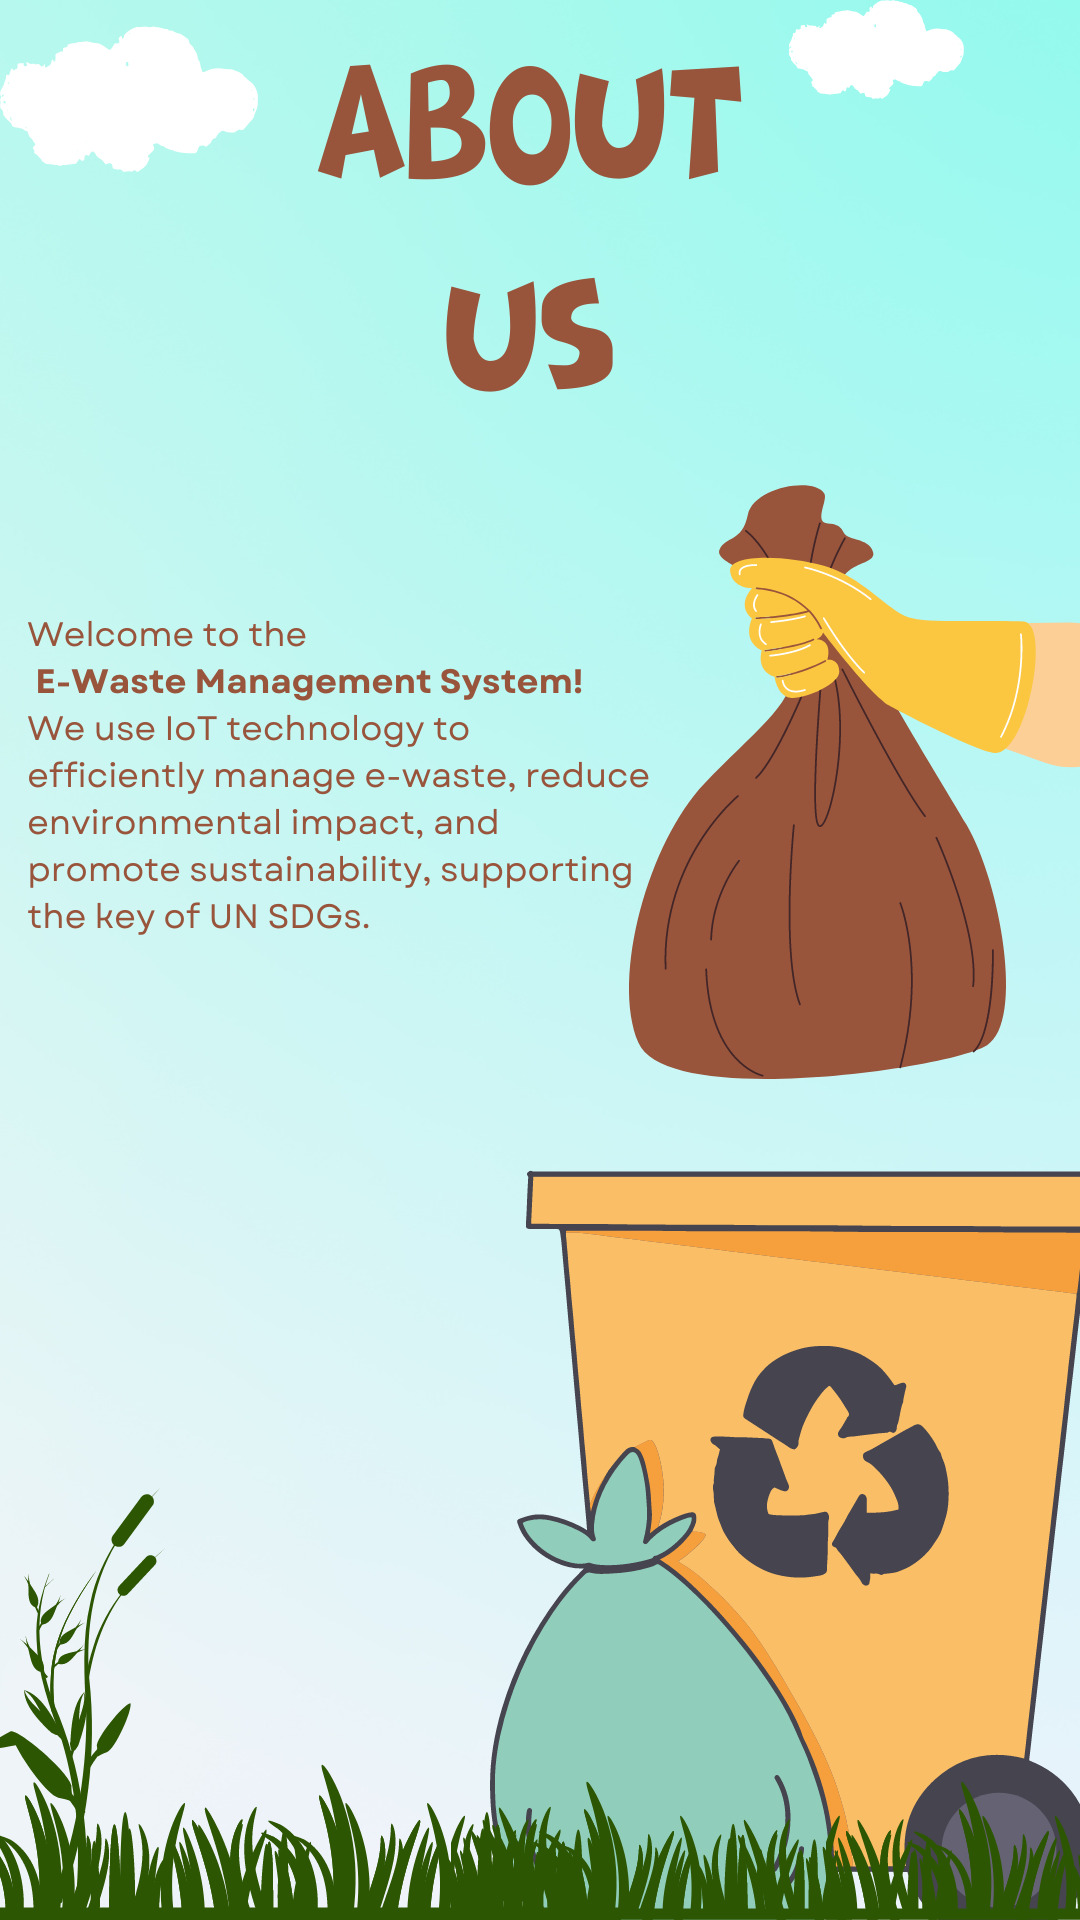 ABOUT
US
Welcome to the
E-Waste Management System!
We use IoT technology to
efficiently manage e-waste, reduce
environmental impact, and
promote sustainability, supporting
the key of UN SDGs.